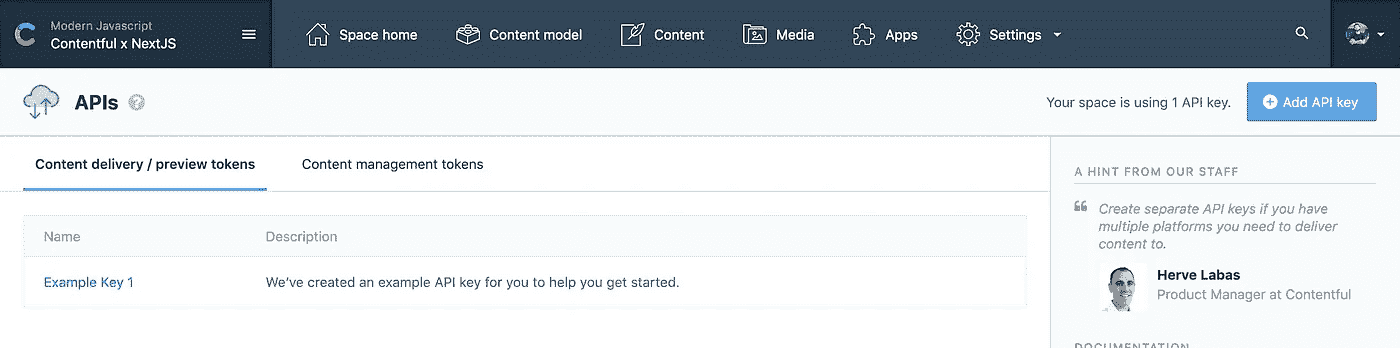 Modern Javascript
Contentful x NextJS
Space home
Content model
Content
Media
Apps
Settings
APIs
?
Your space is using 1 API key.
Add API key
Content delivery / preview tokens
Content management tokens
Name
Description
Example Key 1
We've created an example API key for you to help you get started.
A HINT FROM OUR STAFF
Create separate API keys if you have
multiple platforms you need to deliver
content to.
Herve Labas
Product Manager at Contentful
DOCUMENTATION